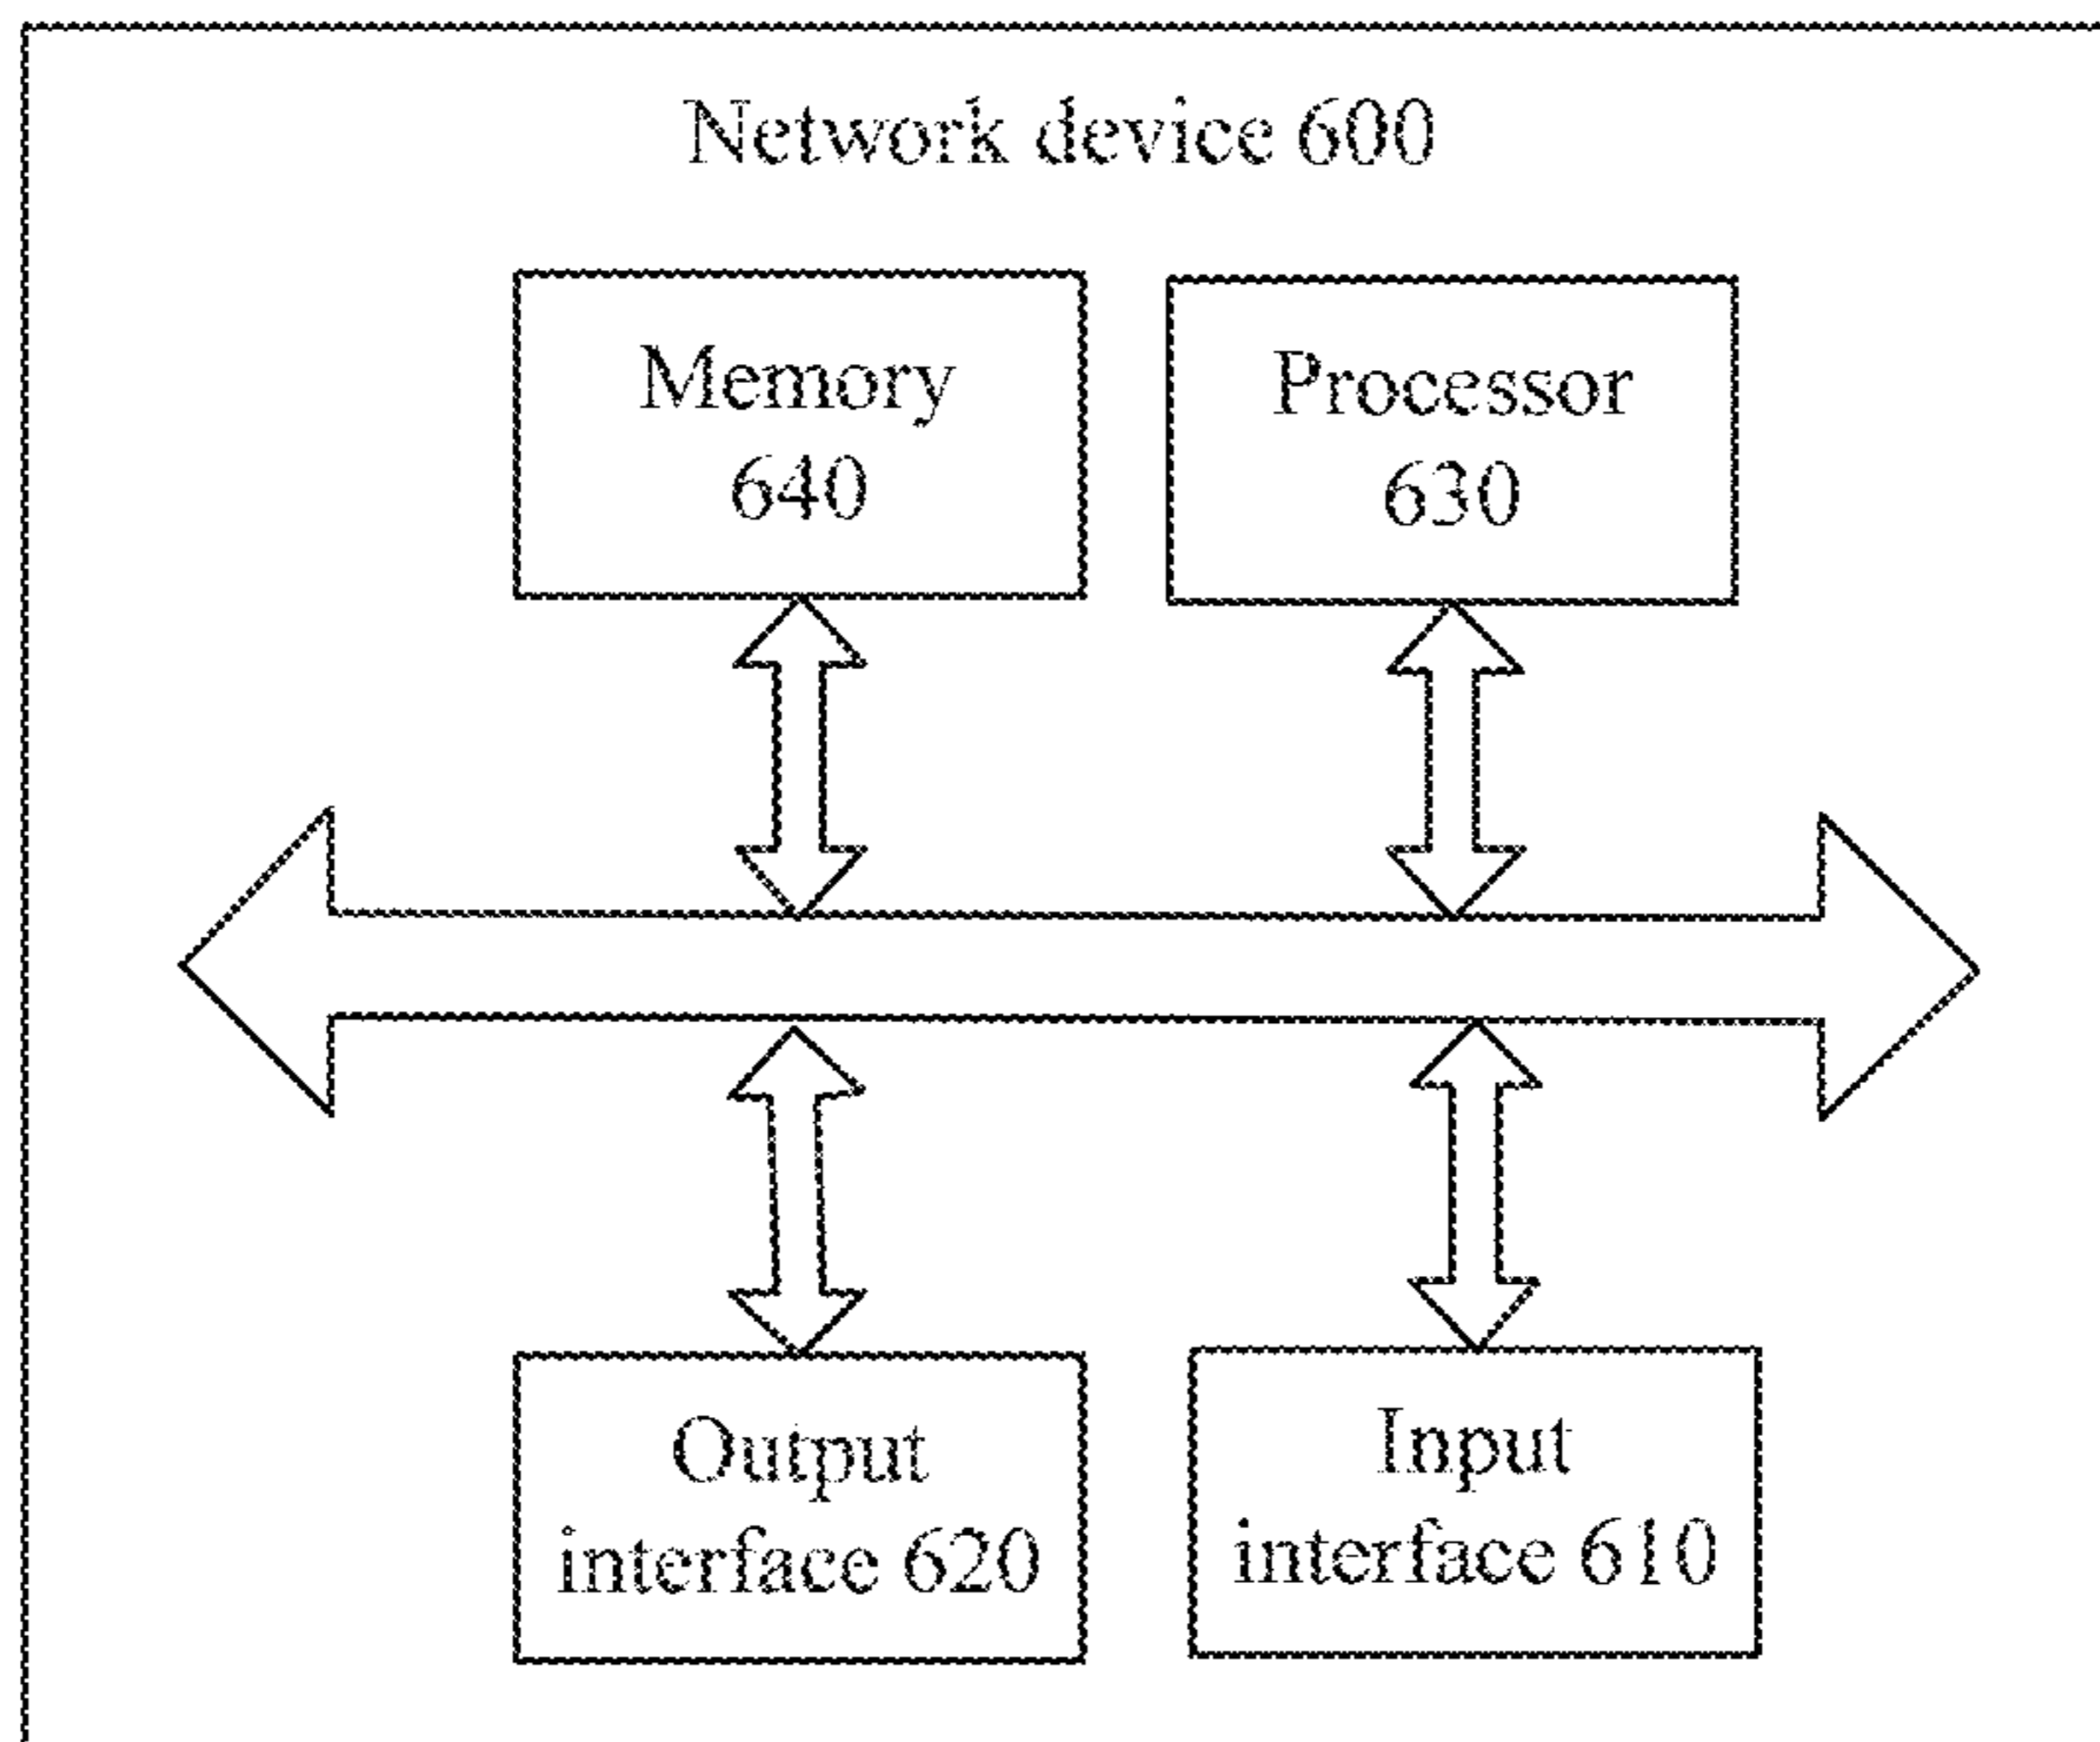 Network device 600
Memory
640
Processor
630
Output
interface 620
Input
interface 610